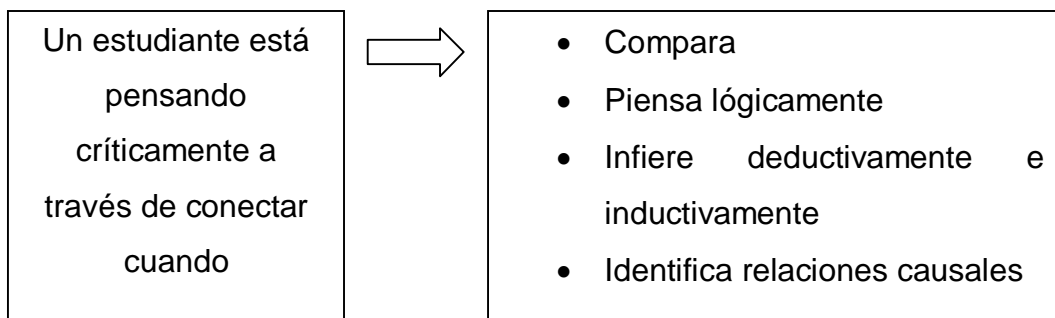 Un estudiante está
pensando
críticamente a
través de conectar
cuando
• Compara
• Piensa lógicamente
• Infiere deductivamente e
inductivamente
• Identifica relaciones causales